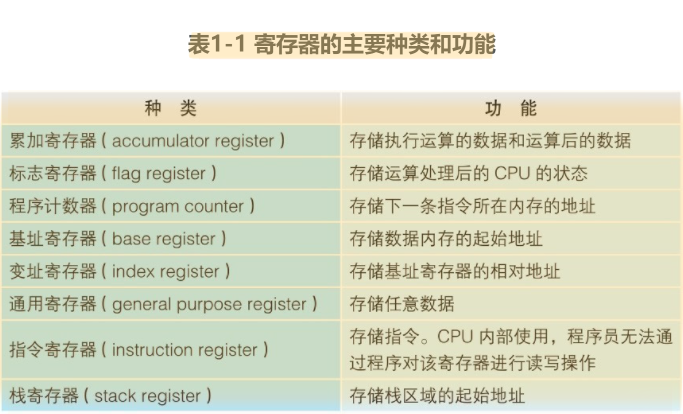 表1-1 寄存器的主要种类和功能
种 类 功 能
累加寄存器（accumulator register） 存储执行运算的数据和运算后的数据
标志寄存器（flag register） 存储运算处理后的 CPU 的状态
程序计数器（program counter） 存储下一条指令所在内存的地址
基址寄存器（base register） 存储数据内存的起始地址
变址寄存器（index register） 存储基址寄存器的相对地址
通用寄存器（general purpose register） 存储任意数据
指令寄存器（instruction register） 存储指令。CPU 内部使用，程序员无法通
过程序对该寄存器进行读写操作
栈寄存器（stack register） 存储栈区域的起始地址